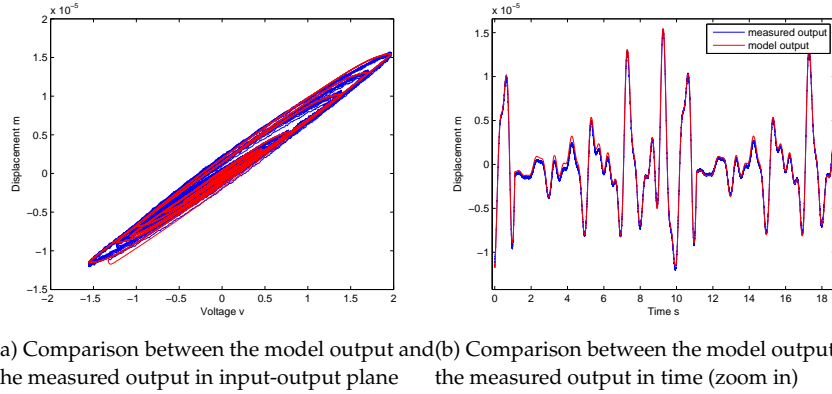 x 10⁻⁵
2
1.5
1
0.5
0
−0.5
−1
−1.5
−2 −1.5 −1 −0.5 0 0.5 1 1.5 2
Voltage v
Displacement m
x 10⁻⁵
measured output
model output
1.5
1
0.5
0
−0.5
−1
0 2 4 6 8 10 12 14 16 18
Time s
Displacement m
a) Comparison between the model output and
he measured output in input-output plane
(b) Comparison between the model output
the measured output in time (zoom in)